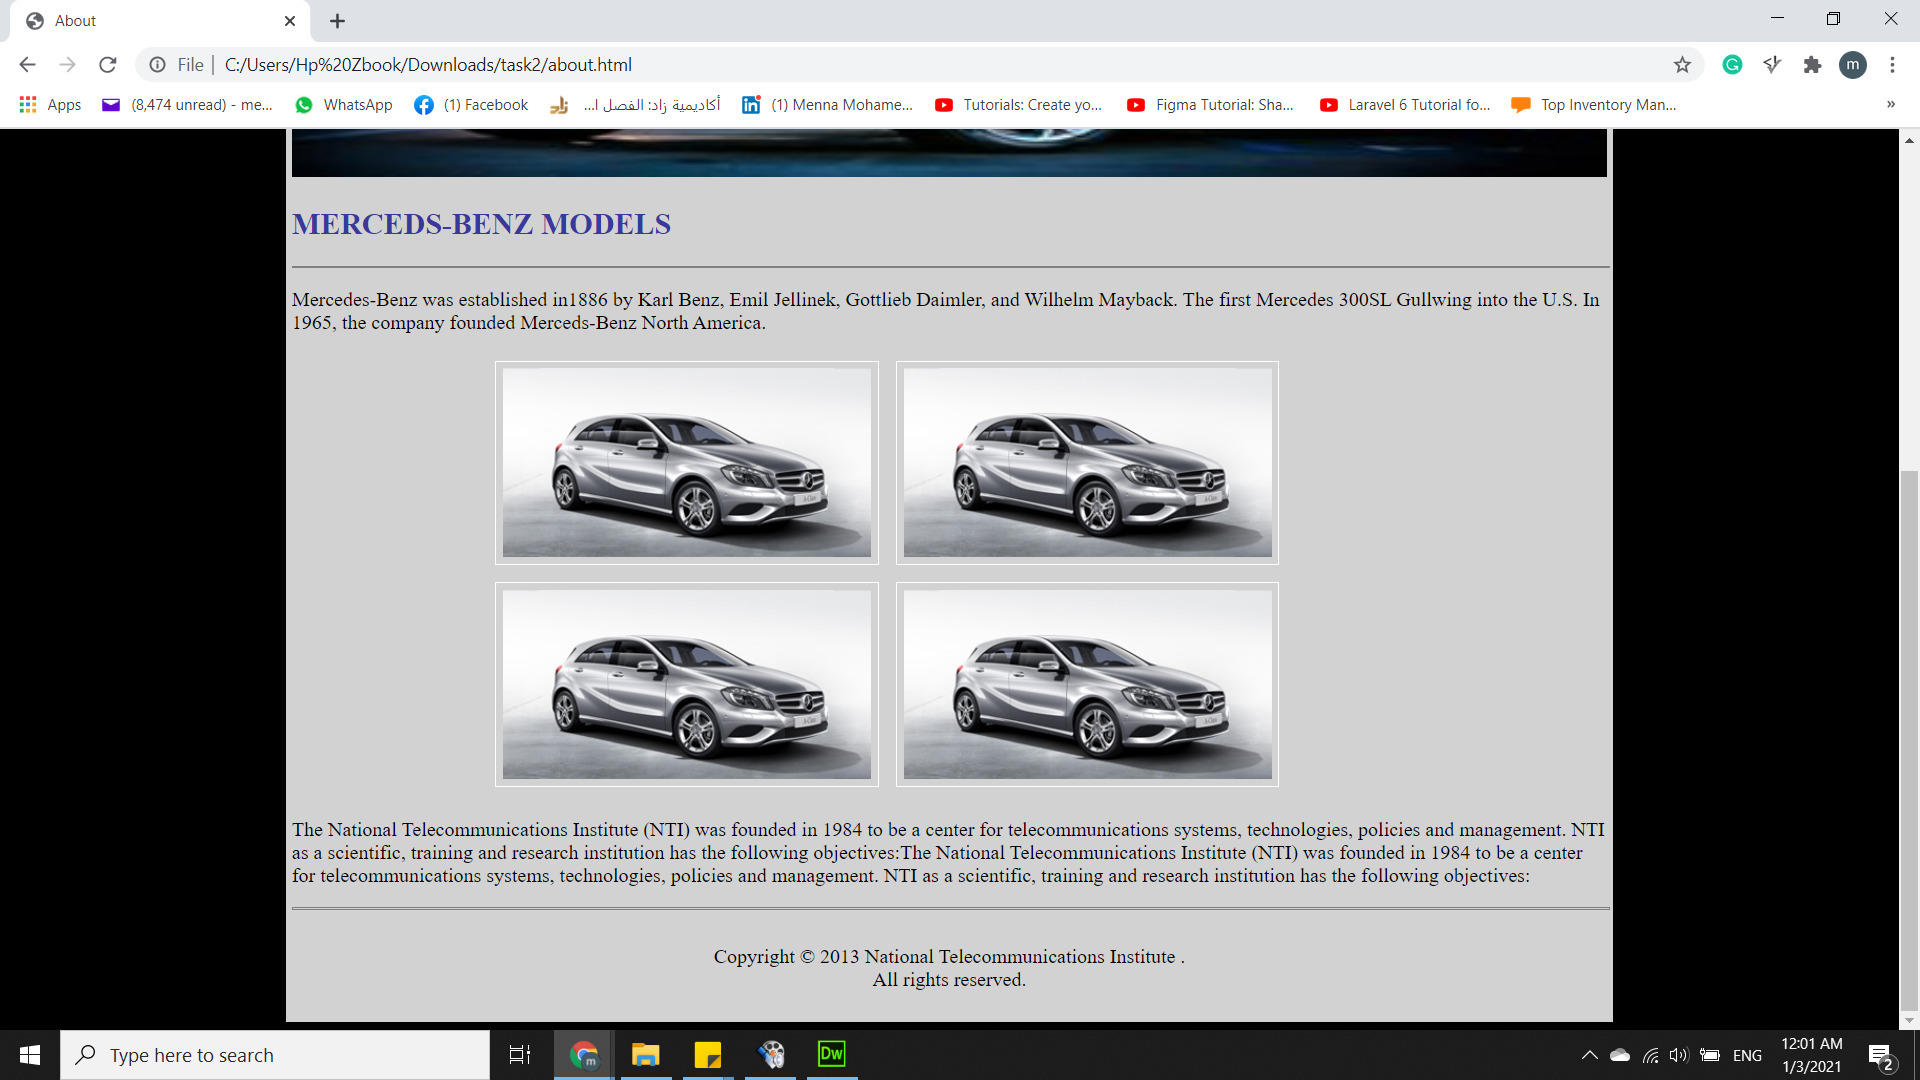 About
File | C:/Users/Hp%20Zbook/Downloads/task2/about.html
m
Apps
(8,474 unread) - me...
WhatsApp
(1) Facebook
أكاديمية زاد: الفصل ا...
(1) Menna Mohame...
Tutorials: Create yo...
Figma Tutorial: Sha...
Laravel 6 Tutorial fo...
Top Inventory Man...
»
MERCEDS-BENZ MODELS
Mercedes-Benz was established in1886 by Karl Benz, Emil Jellinek, Gottlieb Daimler, and Wilhelm Mayback. The first Mercedes 300SL Gullwing into the U.S. In
1965, the company founded Merceds-Benz North America.
A-Class
A-Class
A-Class
A-Class
The National Telecommunications Institute (NTI) was founded in 1984 to be a center for telecommunications systems, technologies, policies and management. NTI
as a scientific, training and research institution has the following objectives:The National Telecommunications Institute (NTI) was founded in 1984 to be a center
for telecommunications systems, technologies, policies and management. NTI as a scientific, training and research institution has the following objectives:
Copyright © 2013 National Telecommunications Institute .
All rights reserved.
Type here to search
m
Dw
ENG
12:01 AM
1/3/2021
2